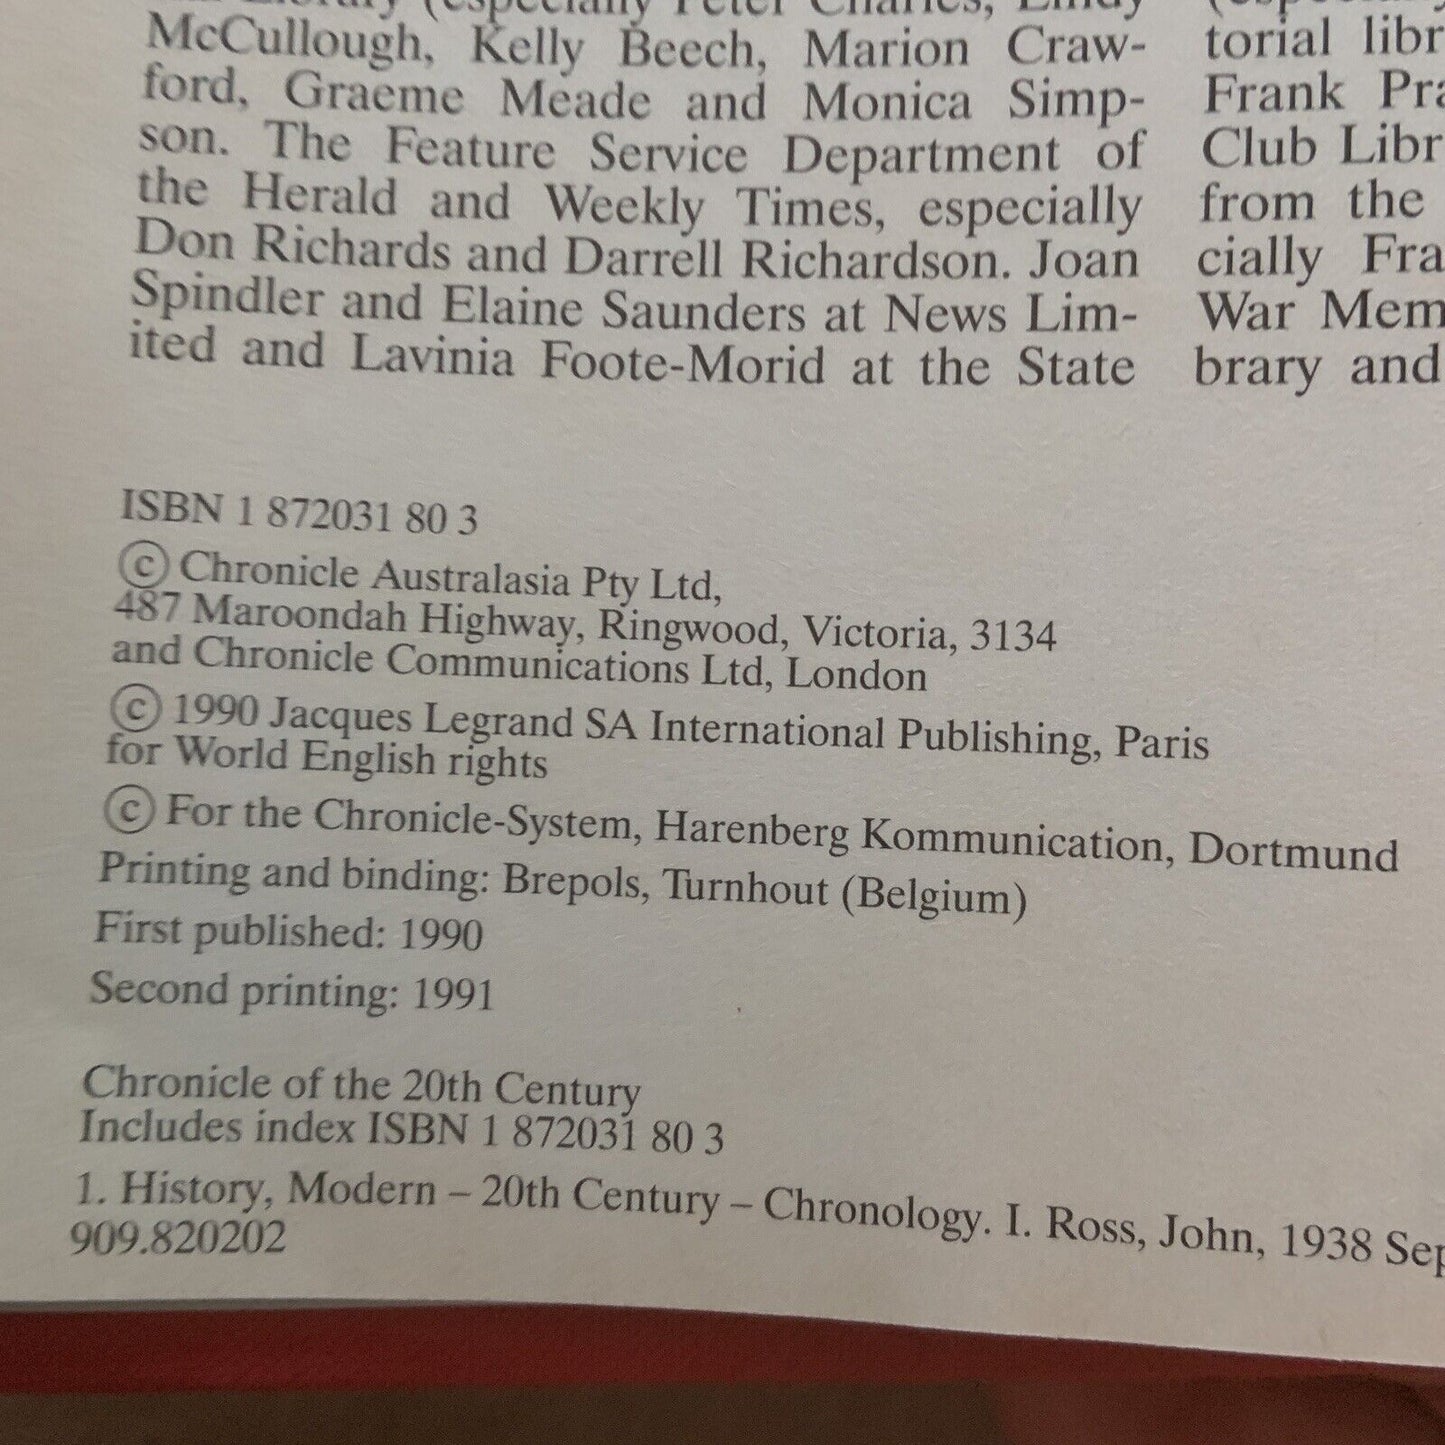 Library (especially Peter Charles, Lindy
McCullough, Kelly Beech, Marion Craw-
ford, Graeme Meade and Monica Simp-
son. The Feature Service Department of
the Herald and Weekly Times, especially
Don Richards and Darrell Richardson. Joan
Spindler and Elaine Saunders at News Lim-
ited and Lavinia Foote-Morid at the State
torial libr
Frank Pra
Club Libr
from the
cially Fra
War Mem
brary and
ISBN 1 872031 80 3
© Chronicle Australasia Pty Ltd,
487 Maroondah Highway, Ringwood, Victoria, 3134
and Chronicle Communications Ltd, London
© 1990 Jacques Legrand SA International Publishing, Paris
for World English rights
© For the Chronicle-System, Harenberg Kommunication, Dortmund
Printing and binding: Brepols, Turnhout (Belgium)
First published: 1990
Second printing: 1991
Chronicle of the 20th Century
Includes index ISBN 1 872031 80 3
1. History, Modern – 20th Century – Chronology. I. Ross, John, 1938 Sep
909.820202